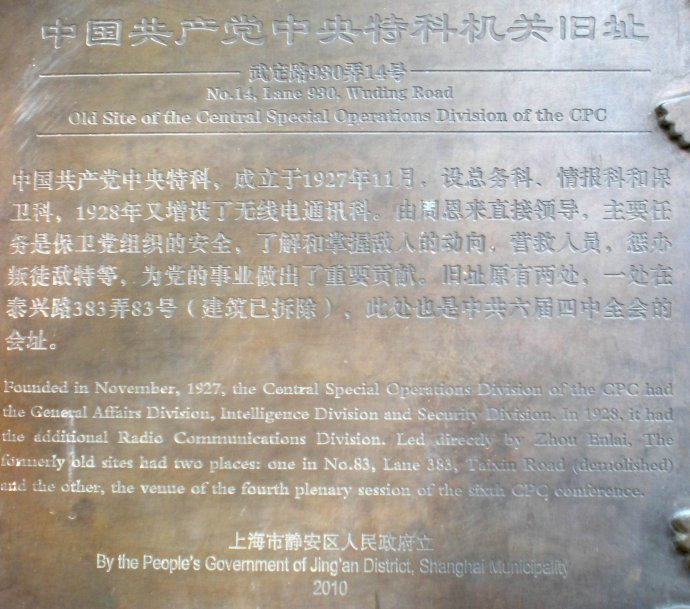 中国共产党中央特科机关旧址
武定路930弄14号
No.14, Lane 930, Wuding Road
Old Site of the Central Special Operations Division of the CPC
中国共产党中央特科，成立于1927年11月，设总务科、情报科和保
卫科，1928年又增设了无线电通讯科。由周恩来直接领导，主要任
务是保卫党组织的安全，了解和掌握敌人的动向，营救人员，惩办
叛徒敌特等，为党的事业做出了重要贡献。旧址原有两处，一处在
泰兴路383弄83号（建筑已拆除），此处也是中共六届四中全会的
会址。
Founded in November, 1927, the Central Special Operations Division of the CPC had
the General Affairs Division, Intelligence Division and Security Division. In 1928, it had
the additional Radio Communications Division. Led directly by Zhou Enlai, The
formerly old sites had two places: one in No.83, Lane 383, Taixin Road (demolished)
and the other, the venue of the fourth plenary session of the sixth CPC conference.
上海市静安区人民政府立
By the People's Government of Jing'an District, Shanghai Municipality
2010